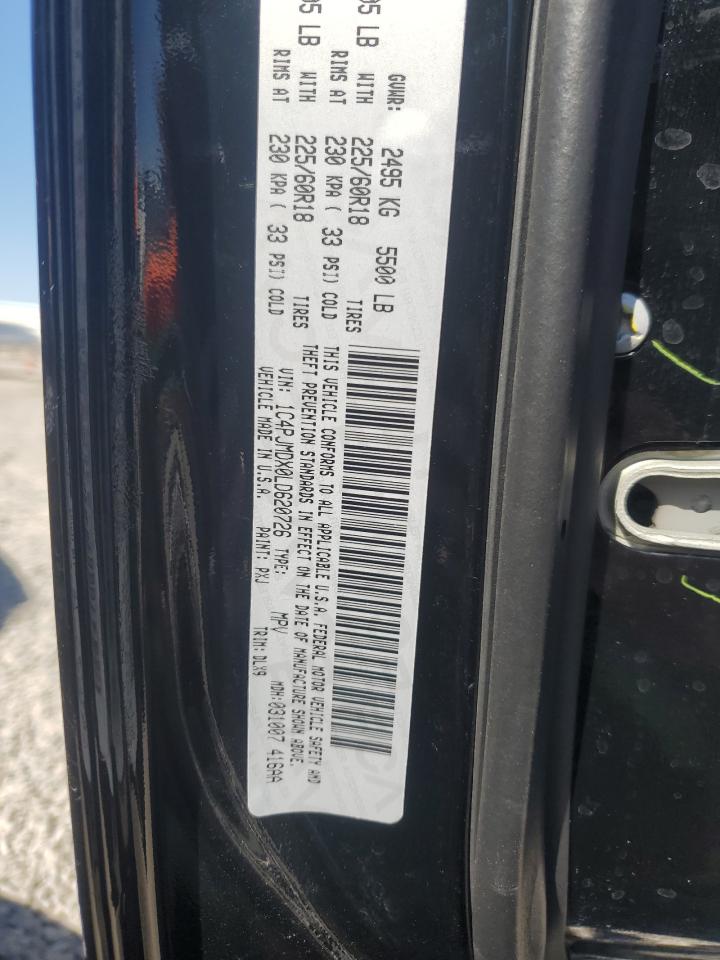 GVWR: 2495 KG 5500 LB
LB WITH 225/60R18 TIRES
RIMS AT 230 KPA ( 33 PSI) COLD
LB WITH 225/60R18 TIRES
RIMS AT 230 KPA ( 33 PSI) COLD
THIS VEHICLE CONFORMS TO ALL APPLICABLE U.S.A. FEDERAL MOTOR VEHICLE SAFETY AND
THEFT PREVENTION STANDARDS IN EFFECT ON THE DATE OF MANUFACTURE SHOWN ABOVE.
VIN: 1C4PJMDX0LD620726 TYPE: MPV MDH:031007 416AA
VEHICLE MADE IN U.S.A. PAINT: PXJ TRIM:DLX9